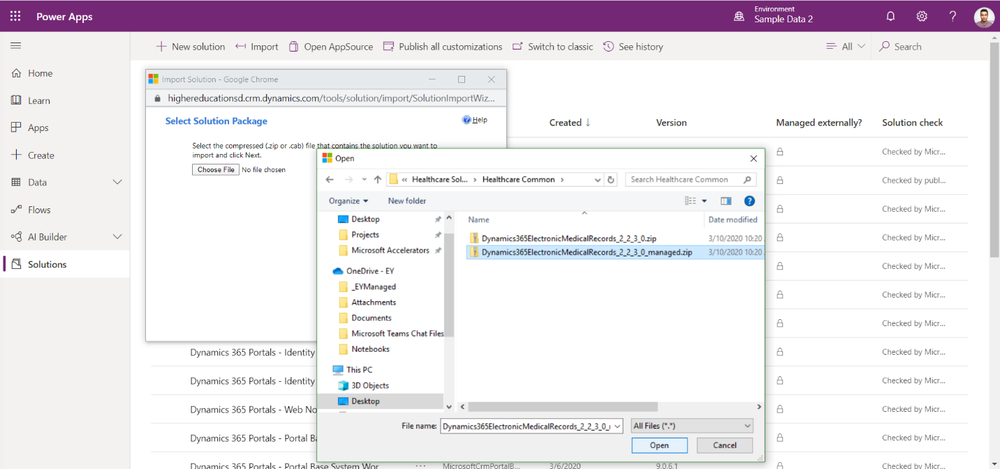 Power Apps
Environment
Sample Data 2
New solution
Import
Open AppSource
Publish all customizations
Switch to classic
See history
All
Search
Home
Learn
Apps
Create
Data
Flows
AI Builder
Solutions
Import Solution - Google Chrome
highereducationsd.crm.dynamics.com/tools/solution/import/SolutionImportWiz...
Select Solution Package
Help
Select the compressed (.zip or .cab) file that contains the solution you want to
import and click Next.
Choose File No file chosen
Created ↓
Version
Managed externally?
Solution check
Checked by Micr...
Checked by publ...
Checked by Micr...
Checked by Micr...
Checked by Micr...
Checked by Micr...
Checked by Micr...
Checked by Micr...
Checked by Micr...
Checked by Micr...
Checked by Micr...
Checked by Micr...
Open
« Healthcare Sol... › Healthcare Common ›
Search Healthcare Common
Organize
New folder
Desktop
Projects
Microsoft Accelerators
OneDrive - EY
_EYManaged
Attachments
Documents
Microsoft Teams Chat Files
Notebooks
This PC
3D Objects
Desktop
Name
Date modified
Dynamics365ElectronicMedicalRecords_2_2_3_0.zip 3/10/2020 10:20
Dynamics365ElectronicMedicalRecords_2_2_3_0_managed.zip 3/10/2020 10:20
File name: Dynamics365ElectronicMedicalRecords_2_2_3_0_
All Files (*.*)
Open
Cancel
Dynamics 365 Portals - Identity
Dynamics 365 Portals - Identity
Dynamics 365 Portals - Web No
Dynamics 365 Portals - Portal Ba
Dynamics 365 Portals - Portal Base System Wor ... MicrosoftCrmPortalB... 3/6/2020 9.0.6.1